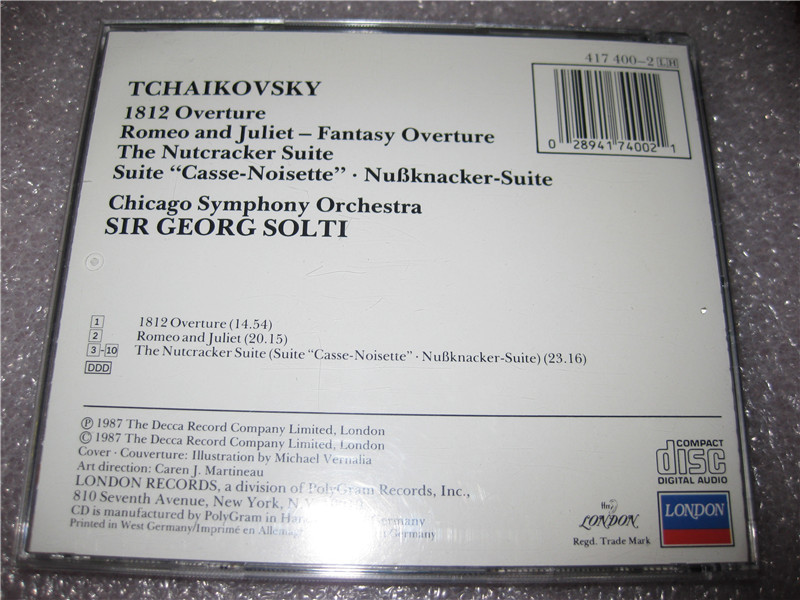 417 400-2 LH
0 28941 74002 1
TCHAIKOVSKY
1812 Overture
Romeo and Juliet – Fantasy Overture
The Nutcracker Suite
Suite “Casse-Noisette” · Nußknacker-Suite
Chicago Symphony Orchestra
SIR GEORG SOLTI
1 1812 Overture (14.54)
2 Romeo and Juliet (20.15)
3-10 The Nutcracker Suite (Suite “Casse-Noisette” · Nußknacker-Suite) (23.16)
DDD
℗ 1987 The Decca Record Company Limited, London
© 1987 The Decca Record Company Limited, London
Cover · Couverture: Illustration by Michael Vernalia
Art direction: Caren J. Martineau
LONDON RECORDS, a division of PolyGram Records, Inc.,
810 Seventh Avenue, New York, N.Y.
CD is manufactured by PolyGram in Germany
Printed in West Germany/Imprimé en Germany
COMPACT
disc
DIGITAL AUDIO
LONDON
Regd. Trade Mark
LONDON